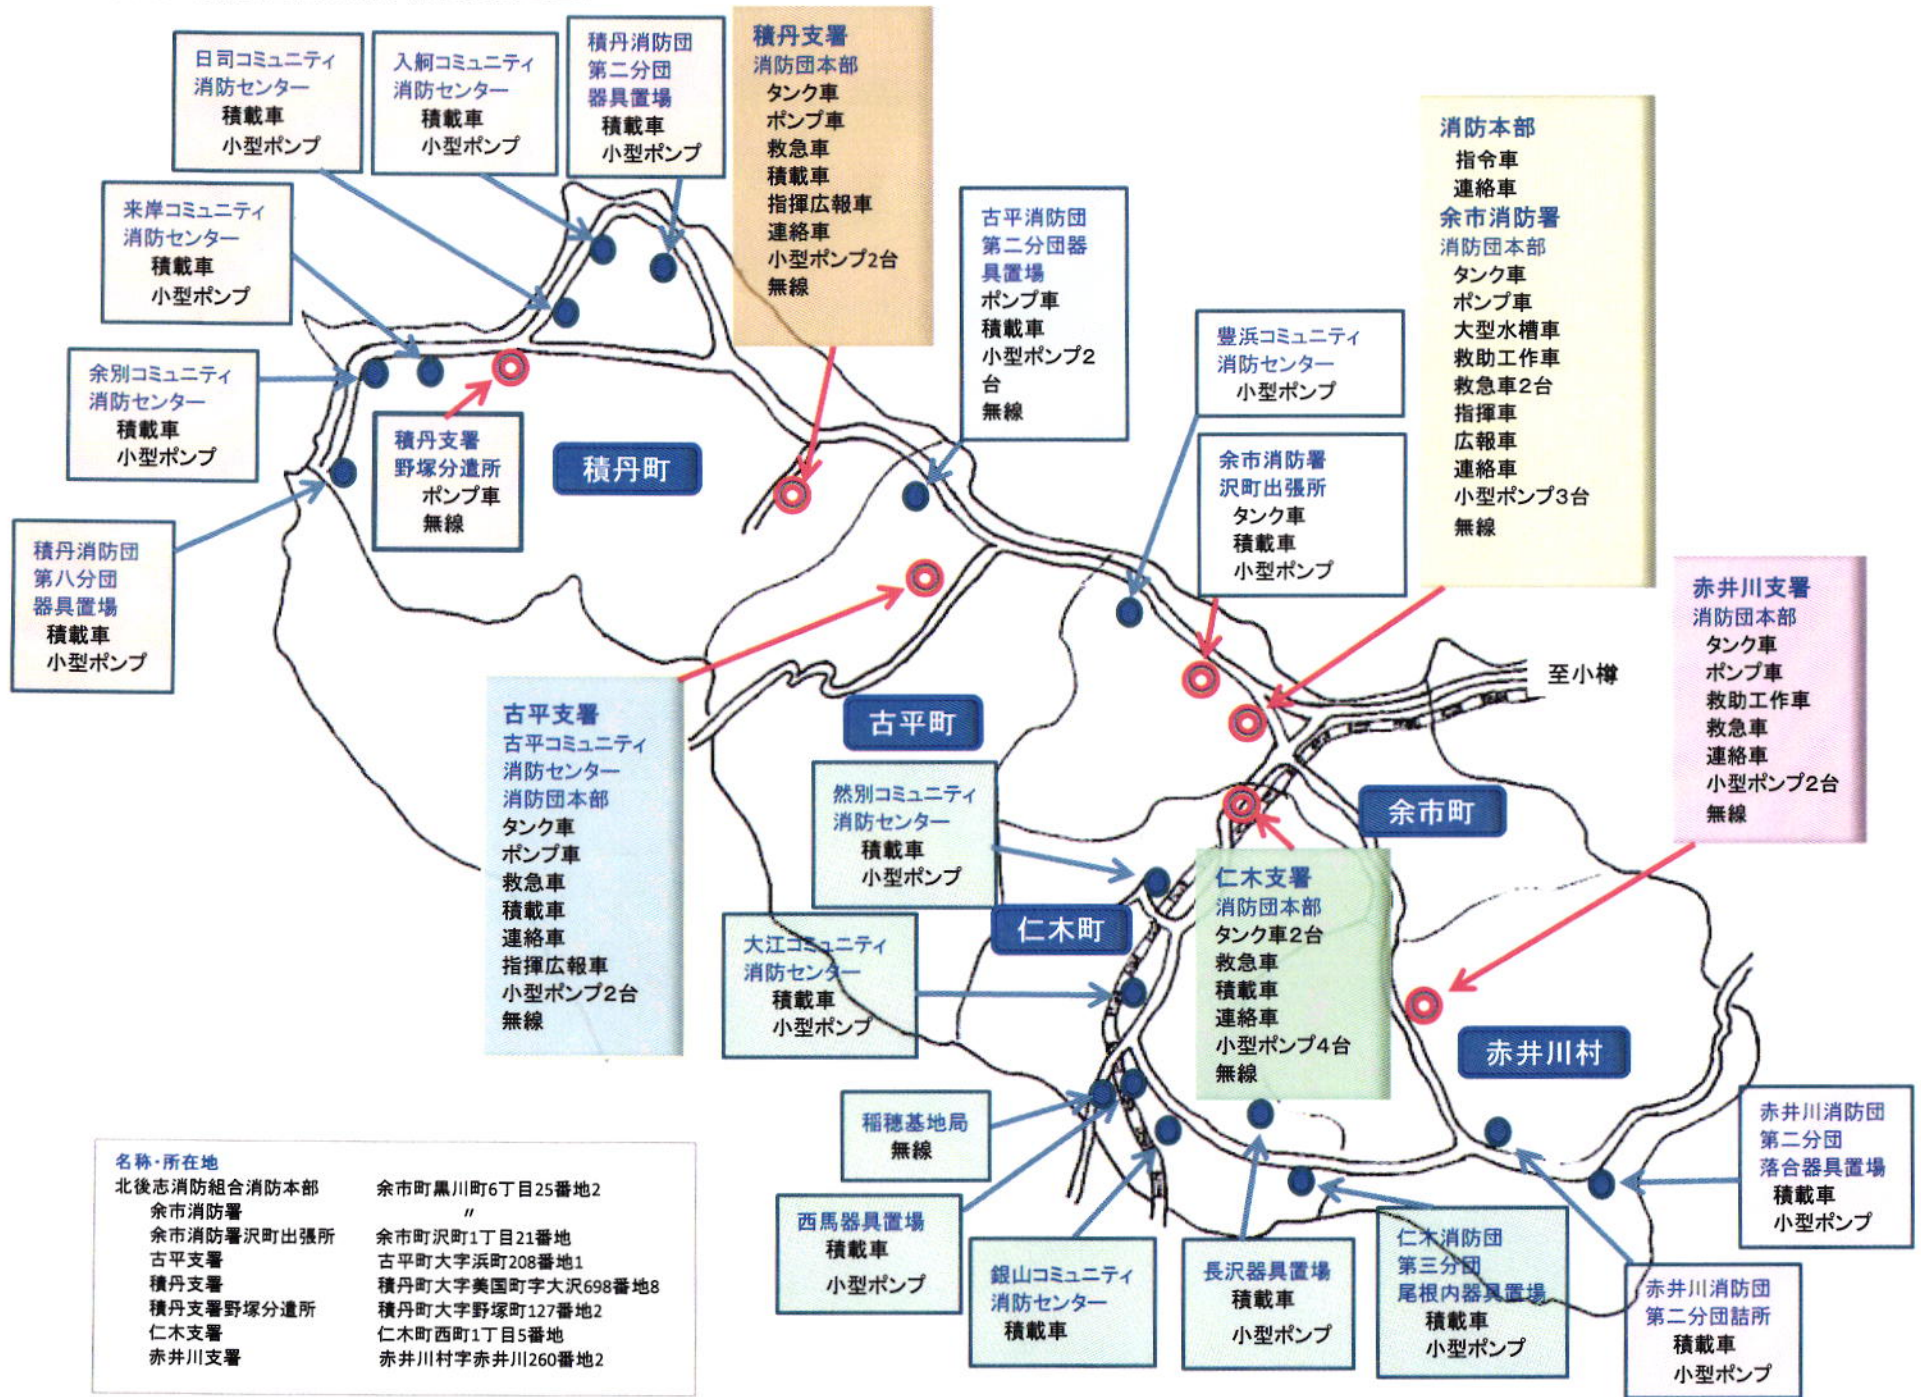 日司コミュニティ
消防センター
積載車
小型ポンプ
入舸コミュニティ
消防センター
積載車
小型ポンプ
積丹消防団
第二分団
器具置場
積載車
小型ポンプ
積丹支署
消防団本部
タンク車
ポンプ車
救急車
積載車
指揮広報車
連絡車
小型ポンプ2台
無線
消防本部
指令車
連絡車
余市消防署
消防団本部
タンク車
ポンプ車
大型水槽車
救助工作車
救急車2台
指揮車
広報車
連絡車
小型ポンプ3台
無線
来岸コミュニティ
消防センター
積載車
小型ポンプ
古平消防団
第二分団器
具置場
ポンプ車
積載車
小型ポンプ2
台
無線
豊浜コミュニティ
消防センター
小型ポンプ
余別コミュニティ
消防センター
積載車
小型ポンプ
積丹支署
野塚分遣所
ポンプ車
無線
積丹町
余市消防署
沢町出張所
タンク車
積載車
小型ポンプ
積丹消防団
第八分団
器具置場
積載車
小型ポンプ
赤井川支署
消防団本部
タンク車
ポンプ車
救助工作車
救急車
連絡車
小型ポンプ2台
無線
至小樽
古平支署
古平コミュニティ
消防センター
消防団本部
タンク車
ポンプ車
救急車
積載車
連絡車
指揮広報車
小型ポンプ2台
無線
古平町
然別コミュニティ
消防センター
積載車
小型ポンプ
余市町
仁木支署
消防団本部
タンク車2台
救急車
積載車
連絡車
小型ポンプ4台
無線
仁木町
大江コミュニティ
消防センター
積載車
小型ポンプ
赤井川村
稲穂基地局
無線
赤井川消防団
第二分団
落合器具置場
積載車
小型ポンプ
西馬器具置場
積載車
小型ポンプ
銀山コミュニティ
消防センター
積載車
長沢器具置場
積載車
小型ポンプ
仁木消防団
第三分団
尾根内器具置場
積載車
小型ポンプ
赤井川消防団
第二分団詰所
積載車
小型ポンプ
名称・所在地
北後志消防組合消防本部 余市町黒川町6丁目25番地2
余市消防署 〃
余市消防署沢町出張所 余市町沢町1丁目21番地
古平支署 古平町大字浜町208番地1
積丹支署 積丹町大字美国町字大沢698番地8
積丹支署野塚分遣所 積丹町大字野塚町127番地2
仁木支署 仁木町西町1丁目5番地
赤井川支署 赤井川村字赤井川260番地2